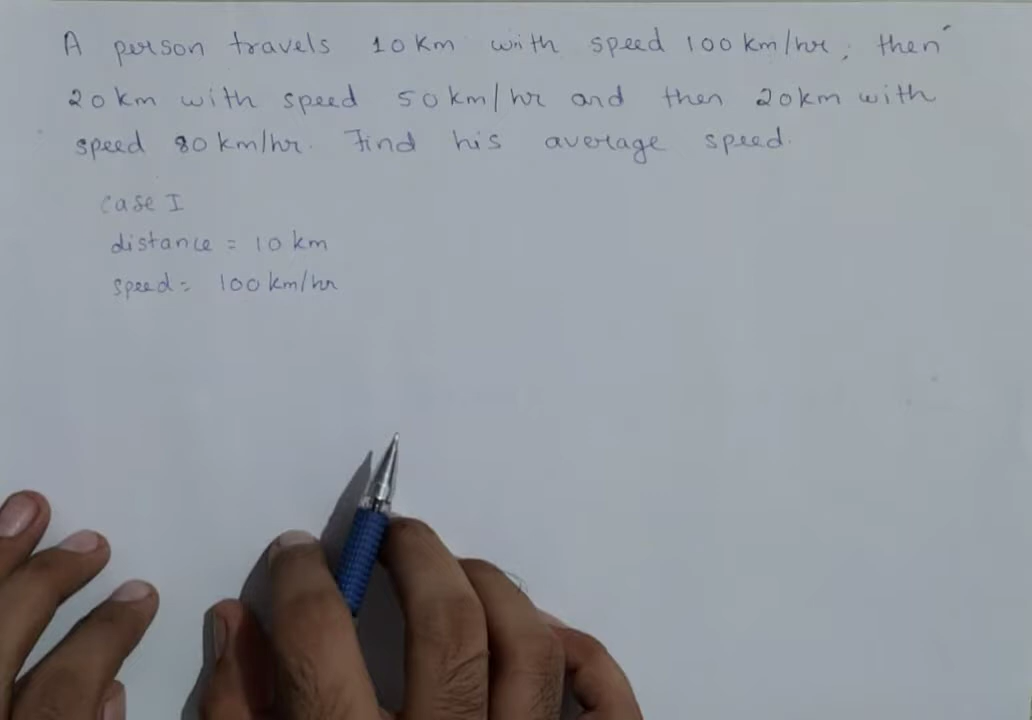 A person travels 10 km with speed 100 km/hr, then
20 km with speed 50 km/hr and then 20 km with
speed 80 km/hr. Find his average speed.
case I
distance = 10 km
speed = 100 km/hr